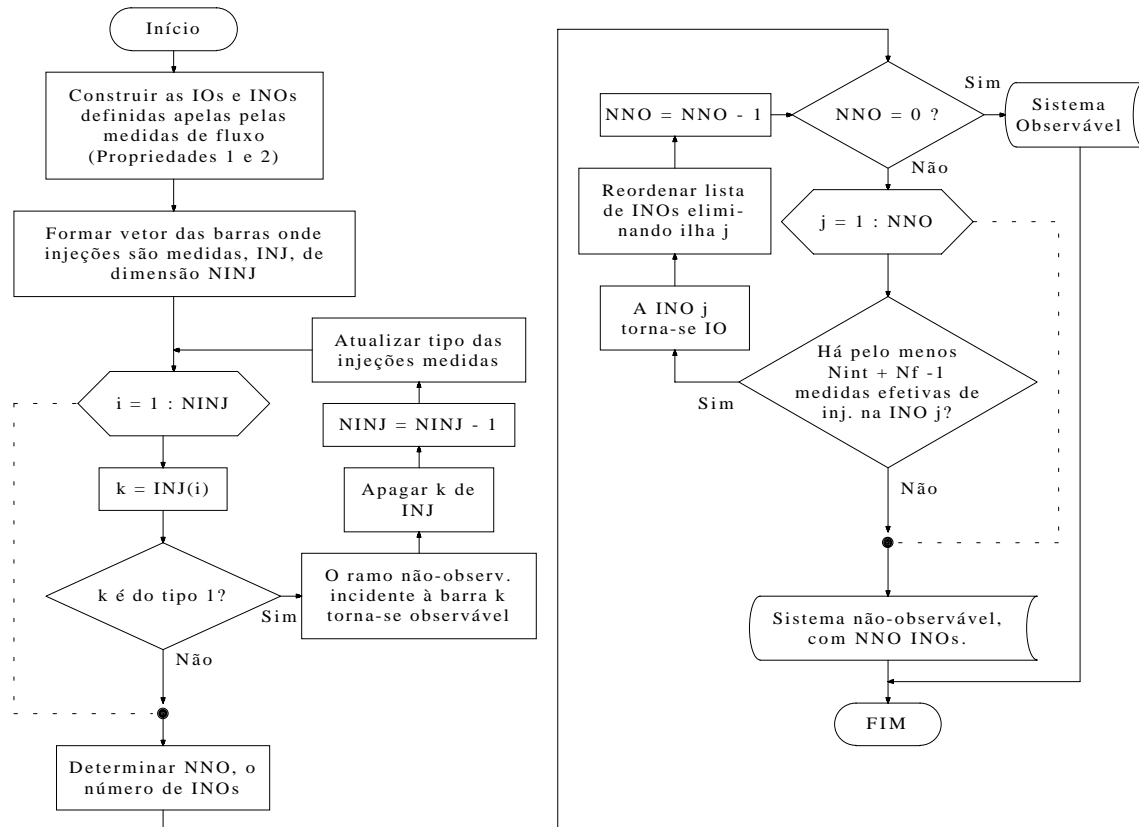 Início
Construir as IOs e INOs
definidas apelas pelas
medidas de fluxo
(Propriedades 1 e 2)
Formar vetor das barras onde
injeções são medidas, INJ, de
dimensão NINJ
Atualizar tipo das
injeções medidas
i = 1 : NINJ
NINJ = NINJ - 1
k = INJ(i)
Apagar k de
INJ
k é do tipo 1?
Sim
O ramo não-observ.
incidente à barra k
torna-se observável
Não
Determinar NNO, o
número de INOs
NNO = NNO - 1
NNO = 0 ?
Sim
Sistema
Observável
Não
Reordenar lista
de INOs elimi-
nando ilha j
j = 1 : NNO
A INO j
torna-se IO
Há pelo menos
Nint + Nf -1
medidas efetivas de
inj. na INO j?
Sim
Não
Sistema não-observável,
com NNO INOs.
FIM